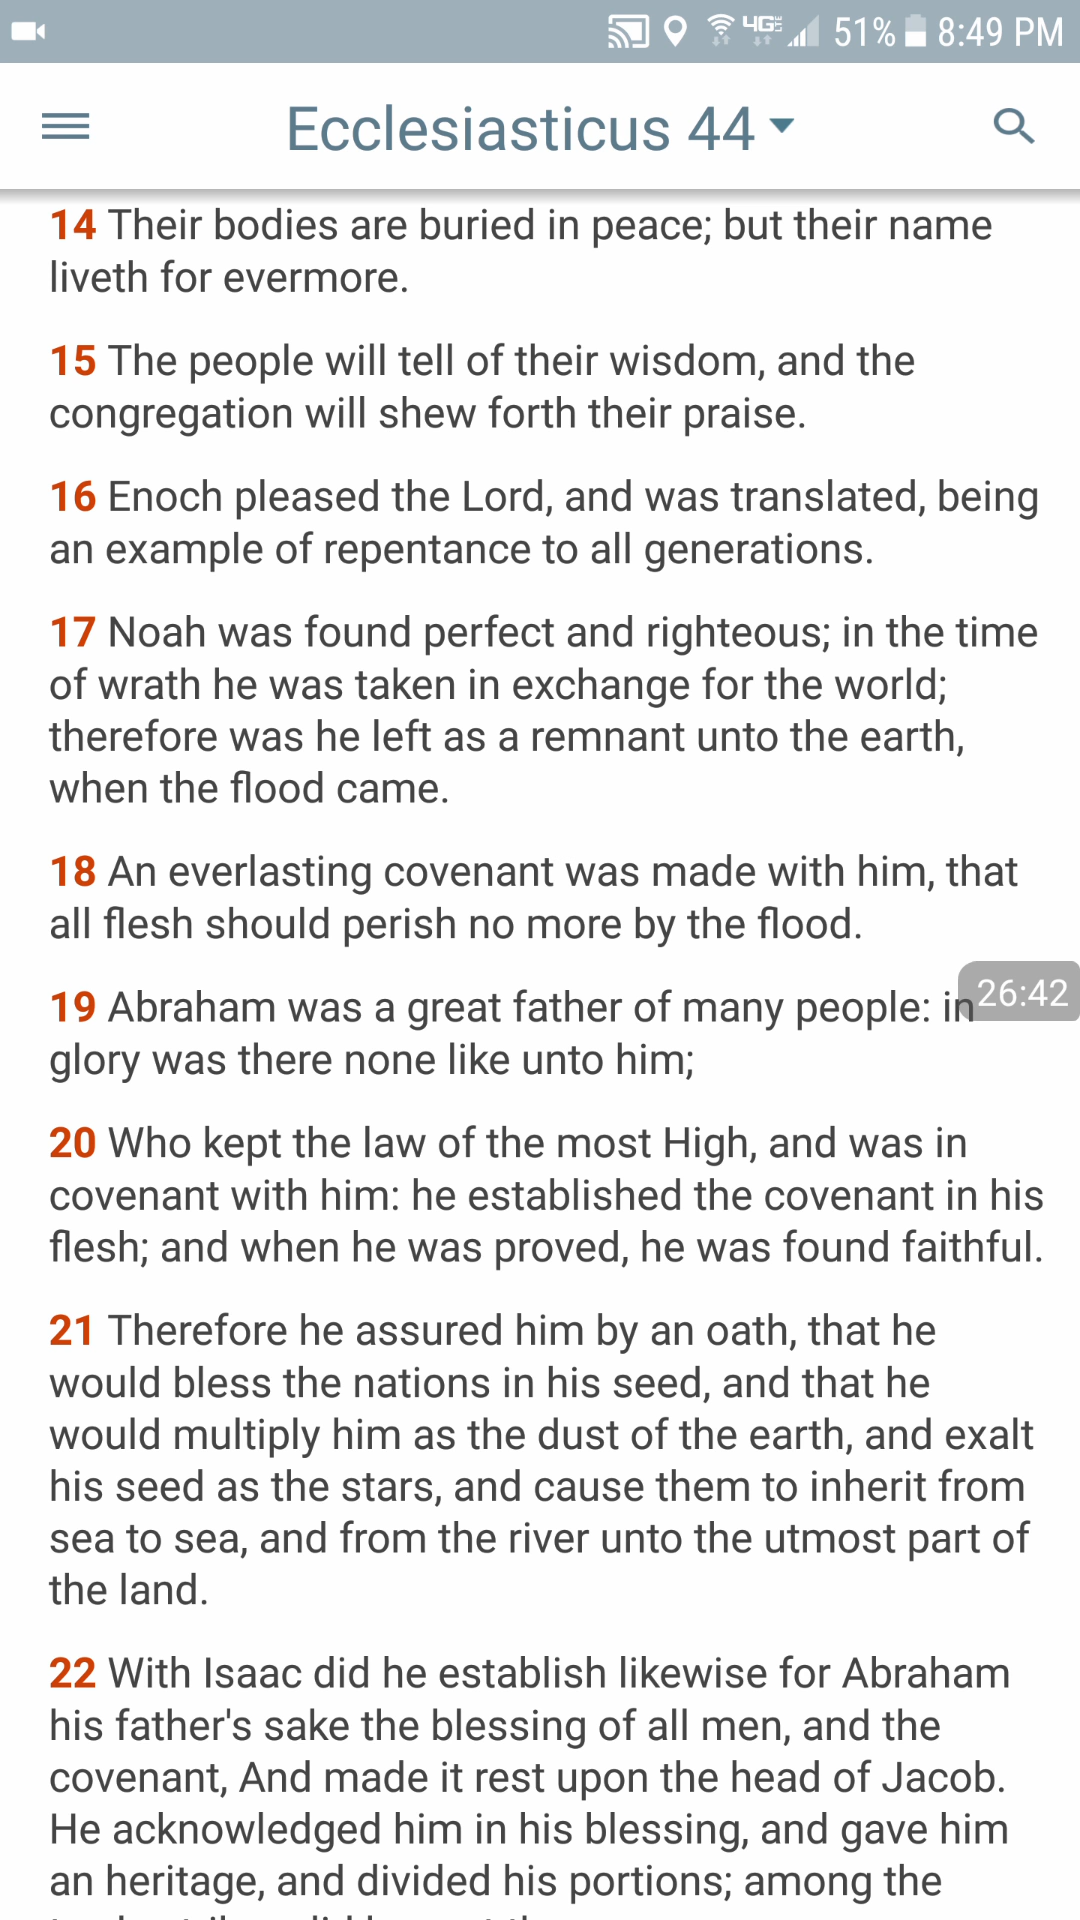 4G LTE 51% 8:49 PM
Ecclesiasticus 44
14 Their bodies are buried in peace; but their name
liveth for evermore.
15 The people will tell of their wisdom, and the
congregation will shew forth their praise.
16 Enoch pleased the Lord, and was translated, being
an example of repentance to all generations.
17 Noah was found perfect and righteous; in the time
of wrath he was taken in exchange for the world;
therefore was he left as a remnant unto the earth,
when the flood came.
18 An everlasting covenant was made with him, that
all flesh should perish no more by the flood.
19 Abraham was a great father of many people: in
26:42
glory was there none like unto him;
20 Who kept the law of the most High, and was in
covenant with him: he established the covenant in his
flesh; and when he was proved, he was found faithful.
21 Therefore he assured him by an oath, that he
would bless the nations in his seed, and that he
would multiply him as the dust of the earth, and exalt
his seed as the stars, and cause them to inherit from
sea to sea, and from the river unto the utmost part of
the land.
22 With Isaac did he establish likewise for Abraham
his father's sake the blessing of all men, and the
covenant, And made it rest upon the head of Jacob.
He acknowledged him in his blessing, and gave him
an heritage, and divided his portions; among the